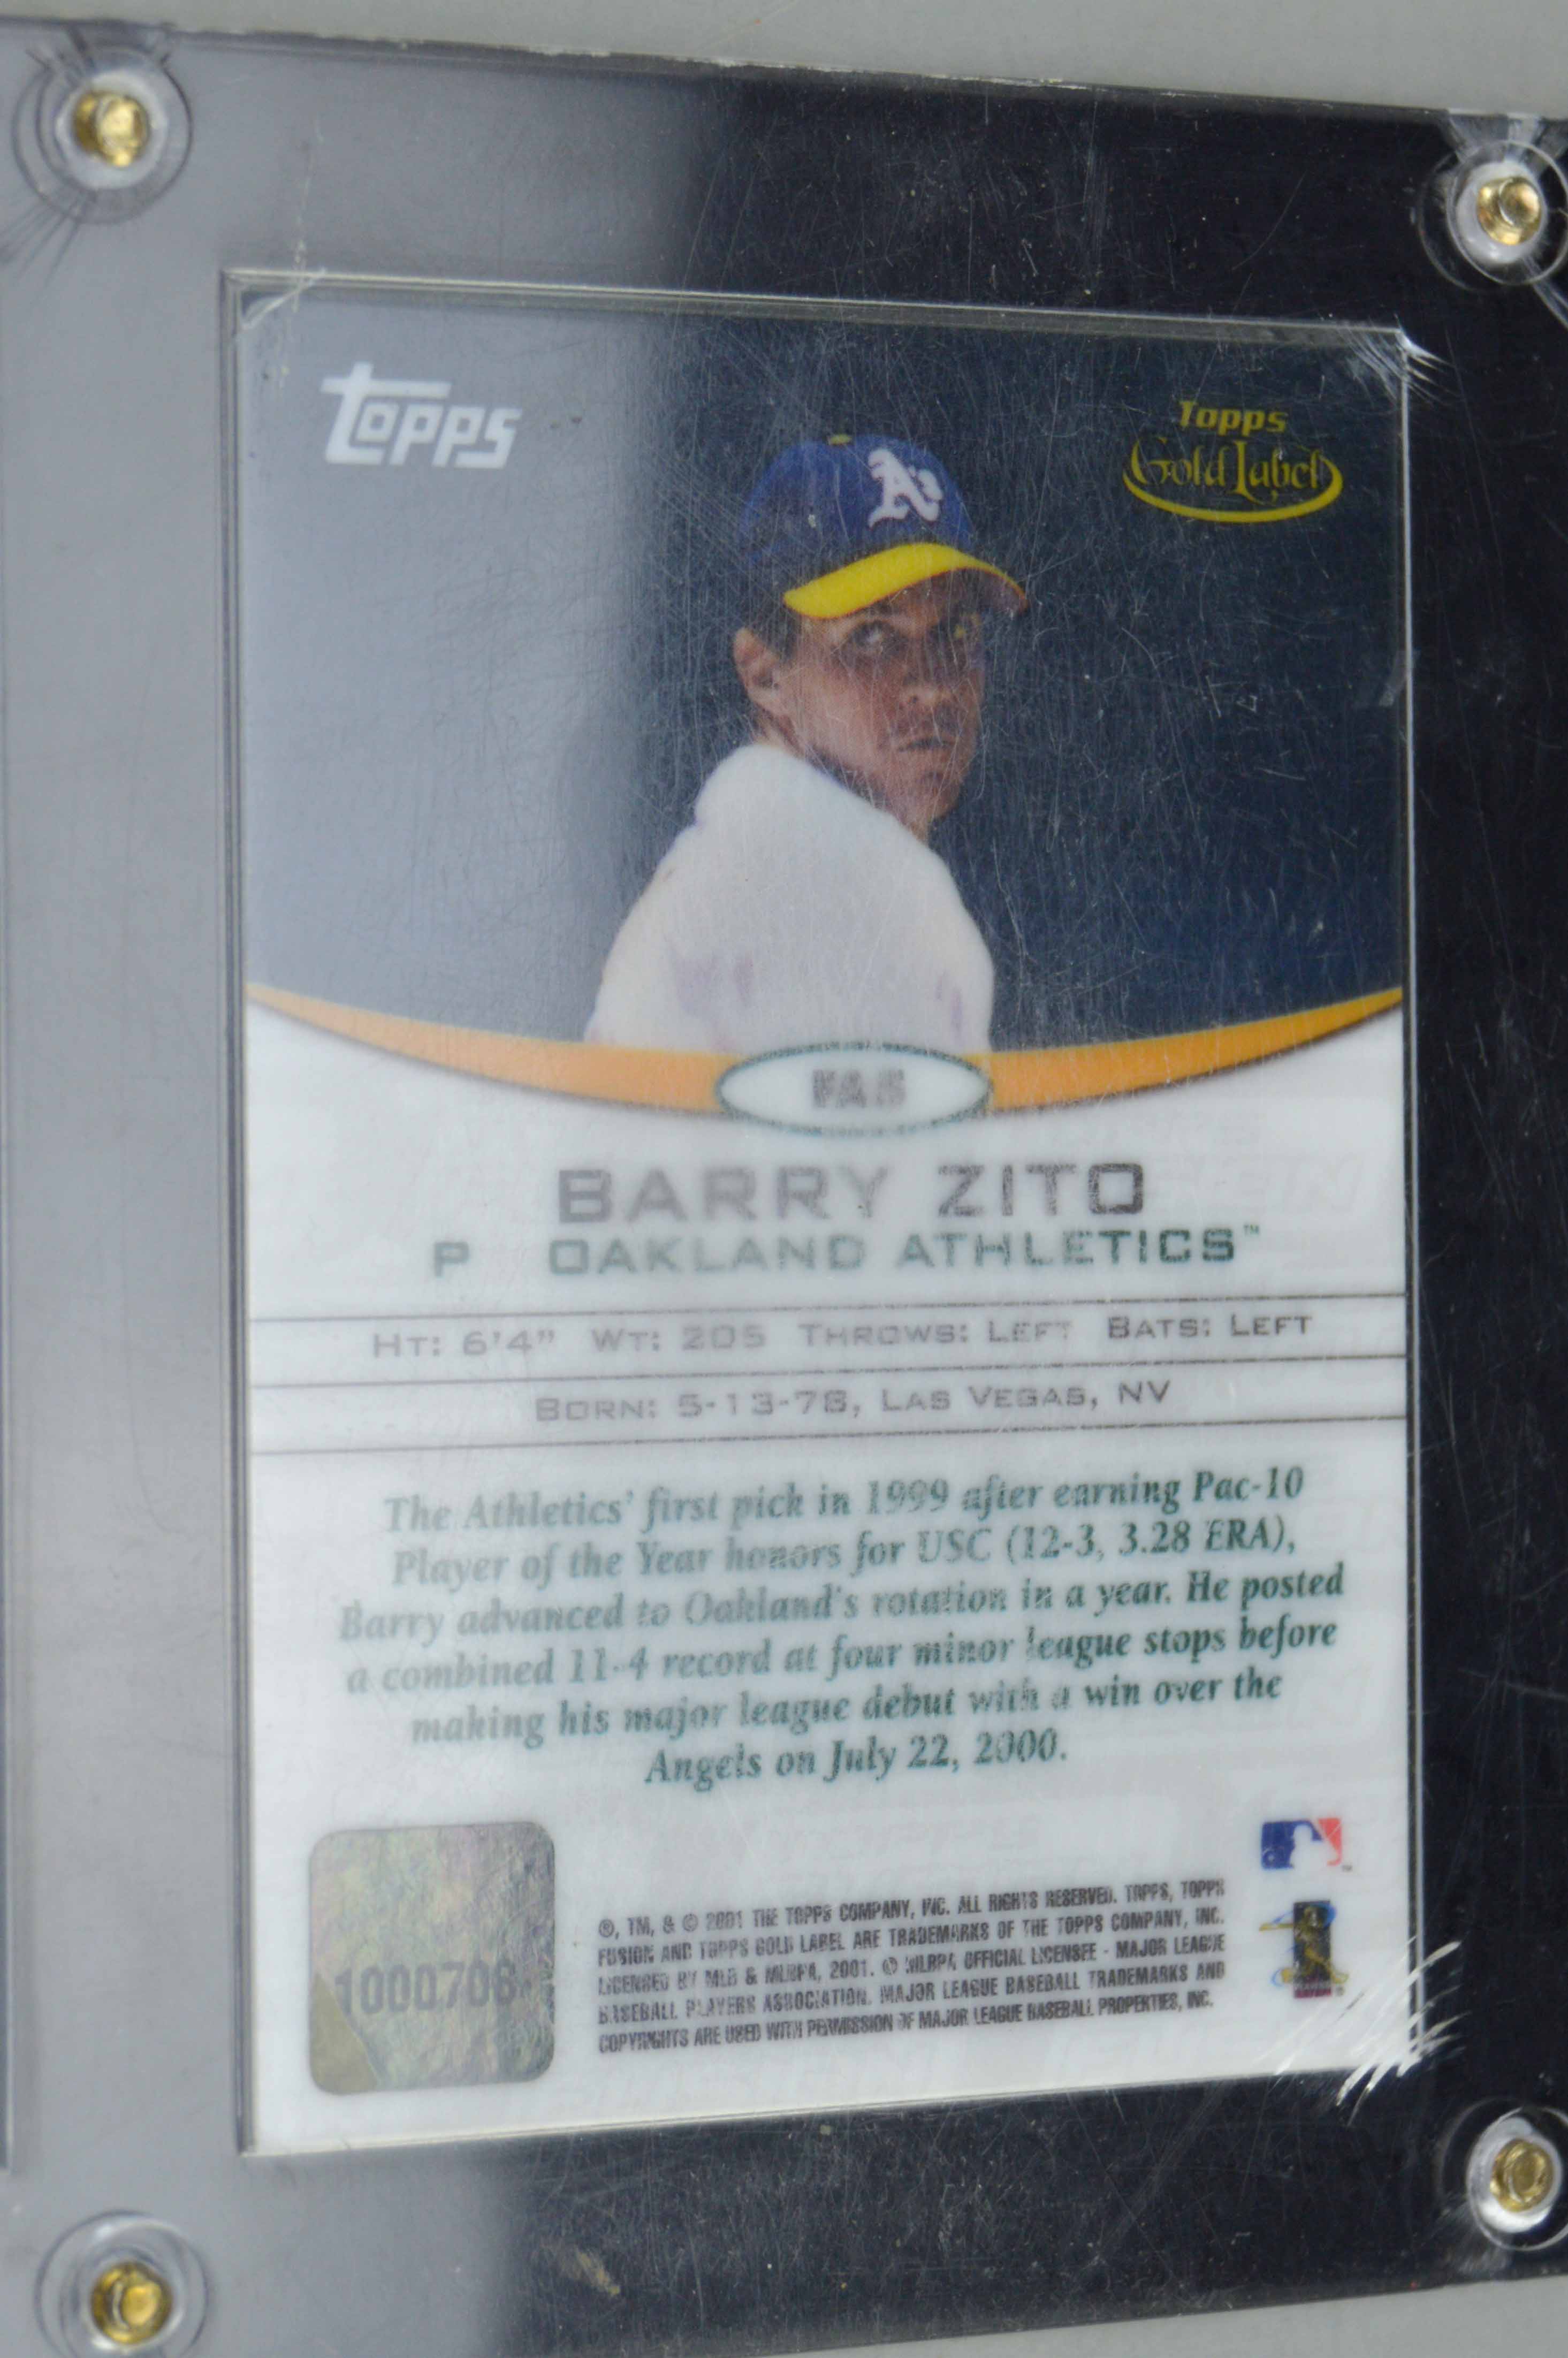 topps
Topps
Gold Label
A's
FA5
BARRY ZITO
P OAKLAND ATHLETICS™
HT: 6'4" WT: 205 THROWS: LEFT BATS: LEFT
BORN: 5-13-78, LAS VEGAS, NV
The Athletics' first pick in 1999 after earning Pac-10
Player of the Year honors for USC (12-3, 3.28 ERA),
Barry advanced to Oakland's rotation in a year. He posted
a combined 11-4 record at four minor league stops before
making his major league debut with a win over the
Angels on July 22, 2000.
1000706
®, TM, & © 2001 THE TOPPS COMPANY, INC. ALL RIGHTS RESERVED. TOPPS, TOPPS
FUSION AND TOPPS GOLD LABEL ARE TRADEMARKS OF THE TOPPS COMPANY, INC.
LICENSED BY MLB & MLBPA, 2001. © MLBPA OFFICIAL LICENSEE - MAJOR LEAGUE
BASEBALL PLAYERS ASSOCIATION. MAJOR LEAGUE BASEBALL TRADEMARKS AND
COPYRIGHTS ARE USED WITH PERMISSION OF MAJOR LEAGUE BASEBALL PROPERTIES, INC.